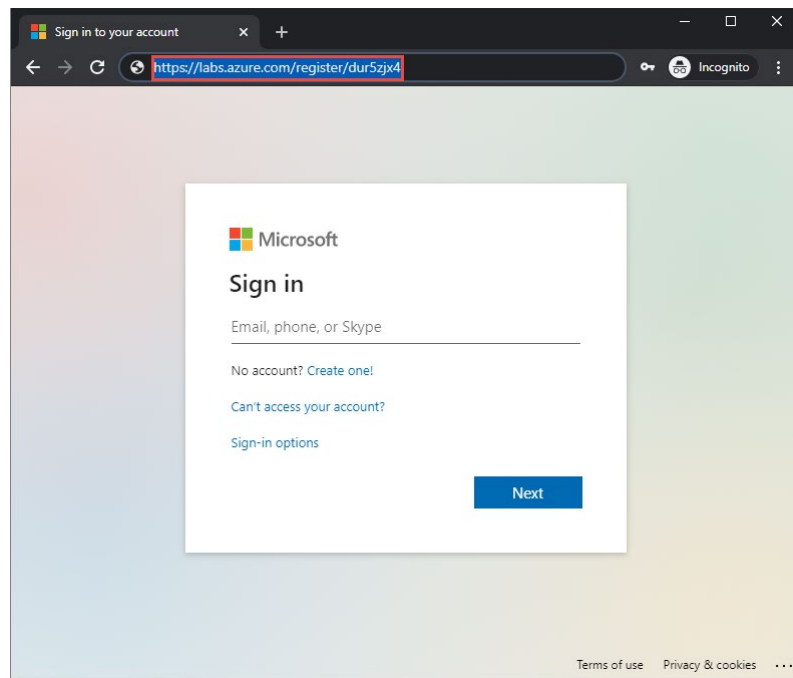 Sign in to your account
https://labs.azure.com/register/dur5zjx4
Incognito
Microsoft
Sign in
Email, phone, or Skype
No account? Create one!
Can't access your account?
Sign-in options
Next
Terms of use Privacy & cookies ...